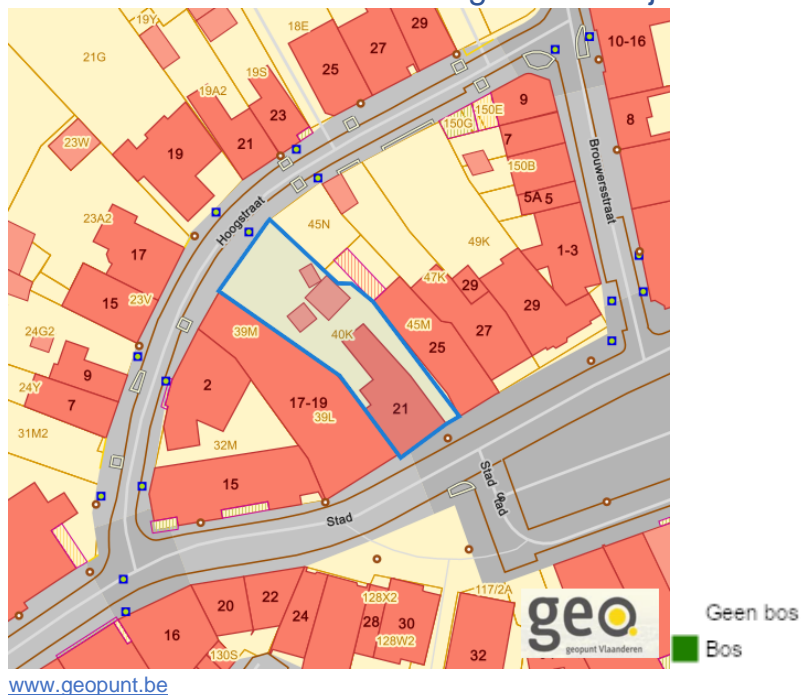 19Y
18E
29
27
25
10-16
21G
19S
19A2
23
9
150E
150G
8
21
7
23W
19
Brouwersstraat
150B
5A 5
Hoogstraat
23A2
45N
17
49K
1-3
47K
15
23V
29
29
39M
40K
45M
27
24G2
25
9
2
24Y
7
17-19
39L
21
31M2
32M
15
Stad
Stad
Stad
117/2A
20
22
24
128X2
28
30
128W2
16
130S
32
geo.
geopunt Vlaanderen
Geen bos
Bos
www.geopunt.be